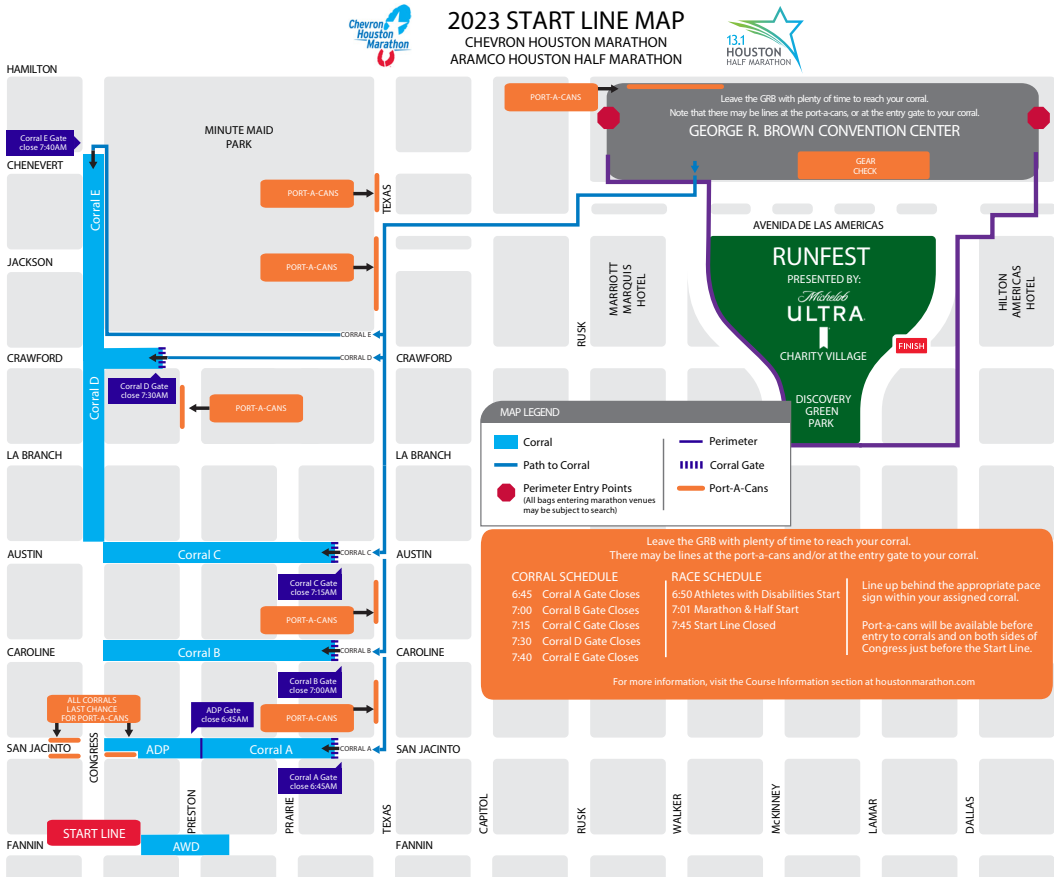 Chevron
Houston
Marathon
2023 START LINE MAP
CHEVRON HOUSTON MARATHON
ARAMCO HOUSTON HALF MARATHON
13.1
HOUSTON
HALF MARATHON
HAMILTON
PORT-A-CANS
Leave the GRB with plenty of time to reach your corral.
Note that there may be lines at the port-a-cans, or at the entry gate to your corral.
GEORGE R. BROWN CONVENTION CENTER
GEAR
CHECK
MINUTE MAID
PARK
Corral E Gate
close 7:40AM
CHENEVERT
Corral E
PORT-A-CANS
TEXAS
AVENIDA DE LAS AMERICAS
JACKSON
PORT-A-CANS
MARRIOTT
MARQUIS
HOTEL
RUNFEST
PRESENTED BY:
Michelob
ULTRA
CHARITY VILLAGE
FINISH
DISCOVERY
GREEN
PARK
HILTON
AMERICAS
HOTEL
RUSK
CORRAL E
CRAWFORD
CORRAL D
CRAWFORD
Corral D Gate
close 7:30AM
Corral D
PORT-A-CANS
LA BRANCH
LA BRANCH
MAP LEGEND
Corral
Path to Corral
Perimeter Entry Points
(All bags entering marathon venues
may be subject to search)
Perimeter
Corral Gate
Port-A-Cans
AUSTIN
Corral C
CORRAL C
AUSTIN
Corral C Gate
close 7:15AM
PORT-A-CANS
CAROLINE
Corral B
CORRAL B
CAROLINE
Corral B Gate
close 7:00AM
PORT-A-CANS
Leave the GRB with plenty of time to reach your corral.
There may be lines at the port-a-cans and/or at the entry gate to your corral.
CORRAL SCHEDULE
6:45 Corral A Gate Closes
7:00 Corral B Gate Closes
7:15 Corral C Gate Closes
7:30 Corral D Gate Closes
7:40 Corral E Gate Closes
RACE SCHEDULE
6:50 Athletes with Disabilities Start
7:01 Marathon & Half Start
7:45 Start Line Closed
Line up behind the appropriate pace
sign within your assigned corral.
Port-a-cans will be available before
entry to corrals and on both sides of
Congress just before the Start Line.
For more information, visit the Course Information section at houstonmarathon.com
ALL CORRALS
LAST CHANCE
FOR PORT-A-CANS
ADP Gate
close 6:45AM
SAN JACINTO
CONGRESS
ADP
Corral A
CORRAL A
SAN JACINTO
Corral A Gate
close 6:45AM
PRESTON
PRAIRIE
TEXAS
CAPITOL
RUSK
WALKER
McKINNEY
LAMAR
DALLAS
START LINE
FANNIN
AWD
FANNIN